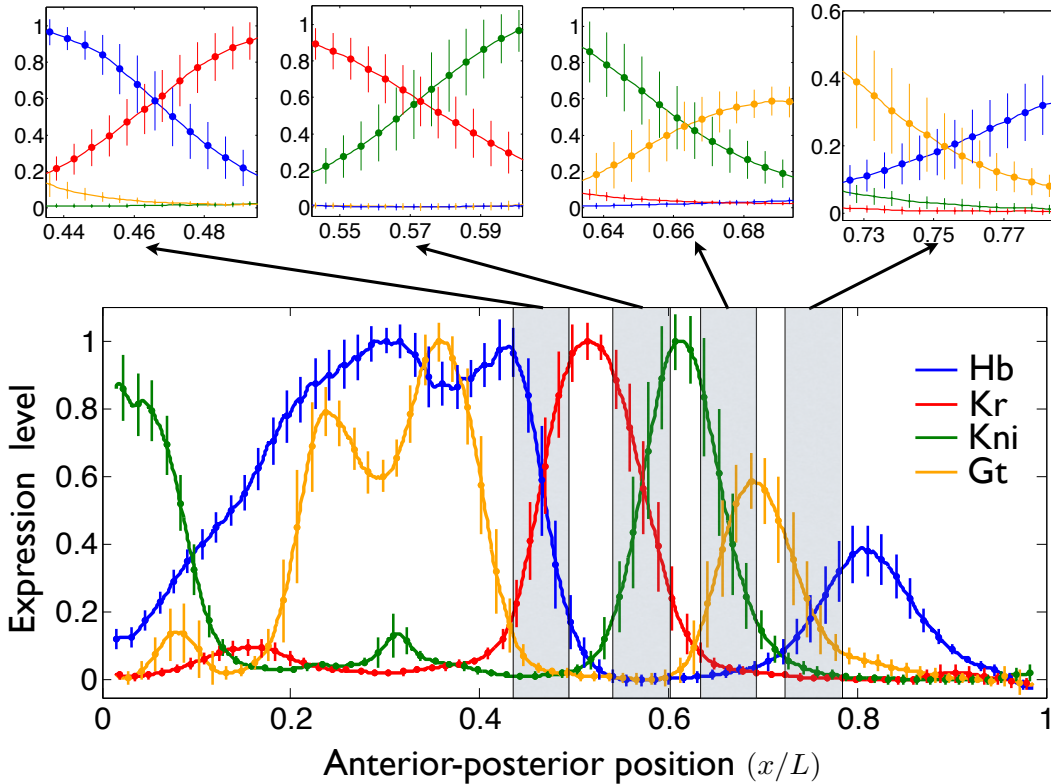 1 0.8 0.6 0.4 0.2 0
0.44 0.46 0.48
1 0.8 0.6 0.4 0.2 0
0.55 0.57 0.59
1 0.8 0.6 0.4 0.2 0
0.64 0.66 0.68
0.6 0.4 0.2 0
0.73 0.75 0.77
Expression level
1
0.8
0.6
0.4
0.2
0
Hb
Kr
Kni
Gt
0 0.2 0.4 0.6 0.8 1
Anterior-posterior position (x/L)